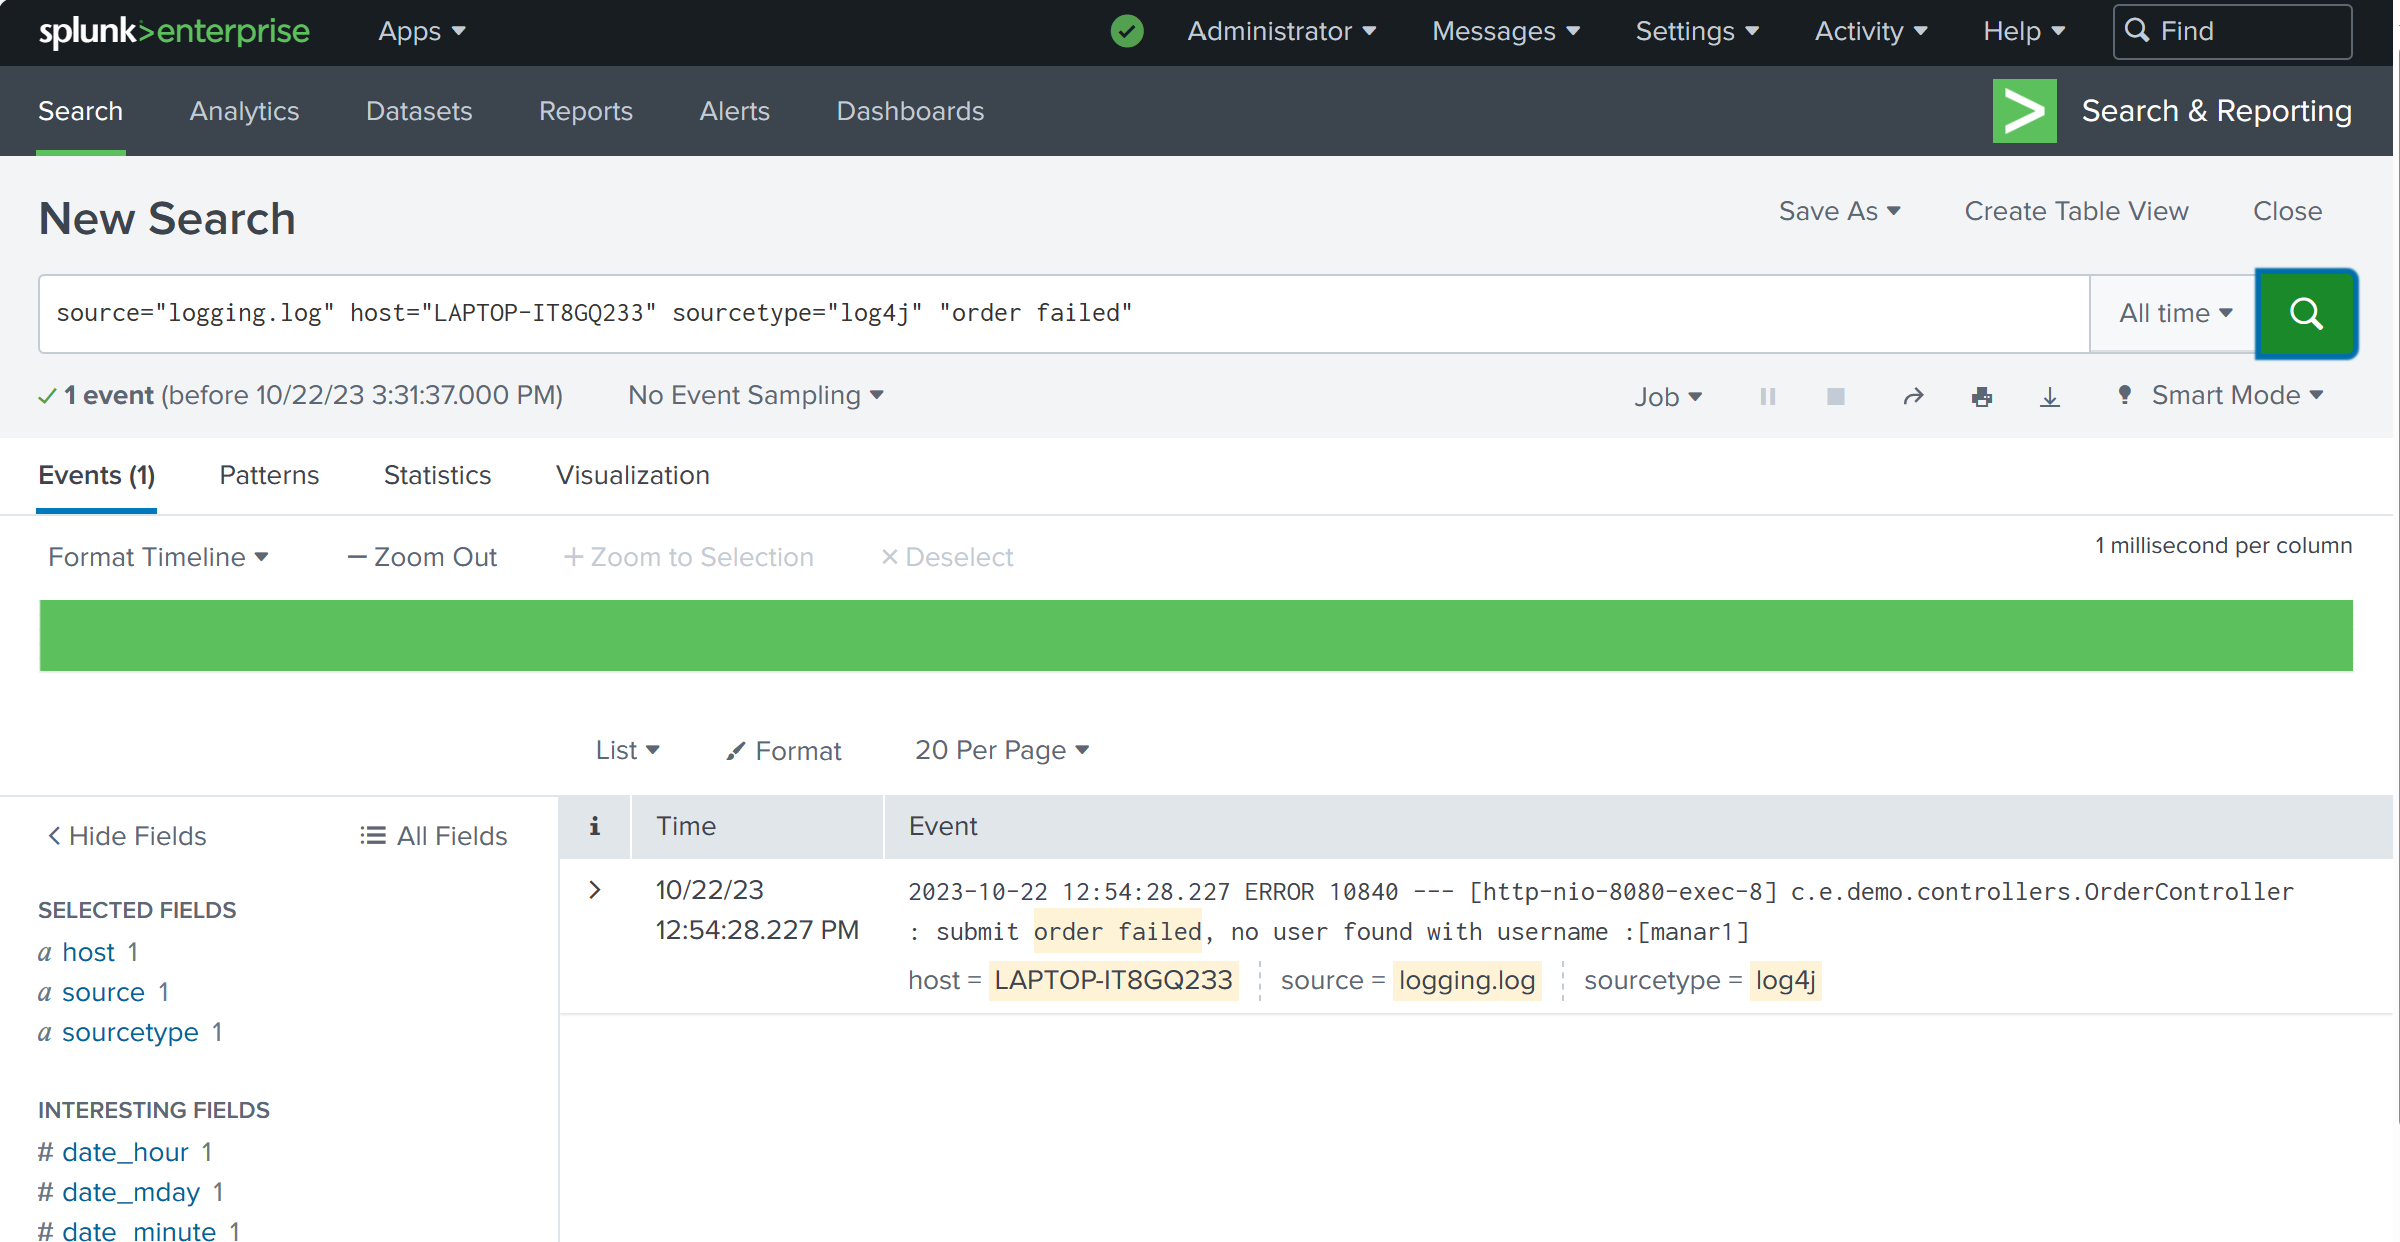 splunk>enterprise Apps Administrator Messages Settings Activity Help Find
Search Analytics Datasets Reports Alerts Dashboards Search & Reporting
New Search Save As Create Table View Close
source="logging.log" host="LAPTOP-IT8GQ233" sourcetype="log4j" "order failed" All time
1 event (before 10/22/23 3:31:37.000 PM) No Event Sampling Job Smart Mode
Events (1) Patterns Statistics Visualization
Format Timeline — Zoom Out + Zoom to Selection × Deselect 1 millisecond per column
List Format 20 Per Page
< Hide Fields All Fields
SELECTED FIELDS
a host 1
a source 1
a sourcetype 1
INTERESTING FIELDS
# date_hour 1
# date_mday 1
# date_minute 1
i Time Event
> 10/22/23
12:54:28.227 PM
2023-10-22 12:54:28.227 ERROR 10840 --- [http-nio-8080-exec-8] c.e.demo.controllers.OrderController
: submit order failed, no user found with username :[manar1]
host = LAPTOP-IT8GQ233 source = logging.log sourcetype = log4j